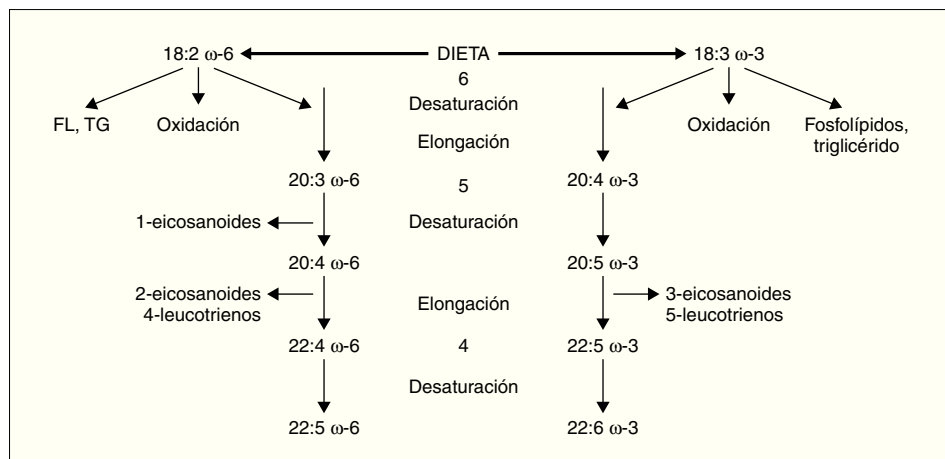 18:2 ω-6 DIETA 18:3 ω-3
6
Desaturación
FL, TG Oxidación Oxidación Fosfolípidos,
triglicérido
Elongación
20:3 ω-6 5 20:4 ω-3
1-eicosanoides Desaturación
20:4 ω-6 20:5 ω-3
2-eicosanoides Elongación 3-eicosanoides
4-leucotrienos 5-leucotrienos
22:4 ω-6 4 22:5 ω-3
Desaturación
22:5 ω-6 22:6 ω-3